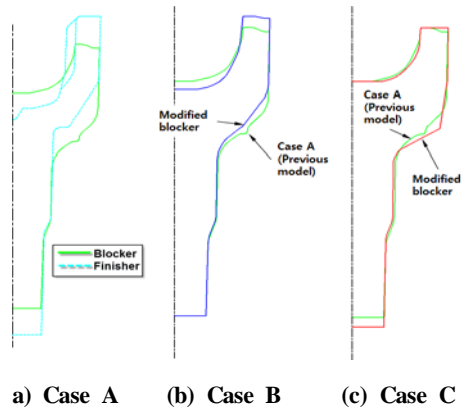 Modified
blocker
Case A
(Previous
model)
Case A
(Previous
model)
Modified
blocker
Blocker
Finisher
a) Case A (b) Case B (c) Case C